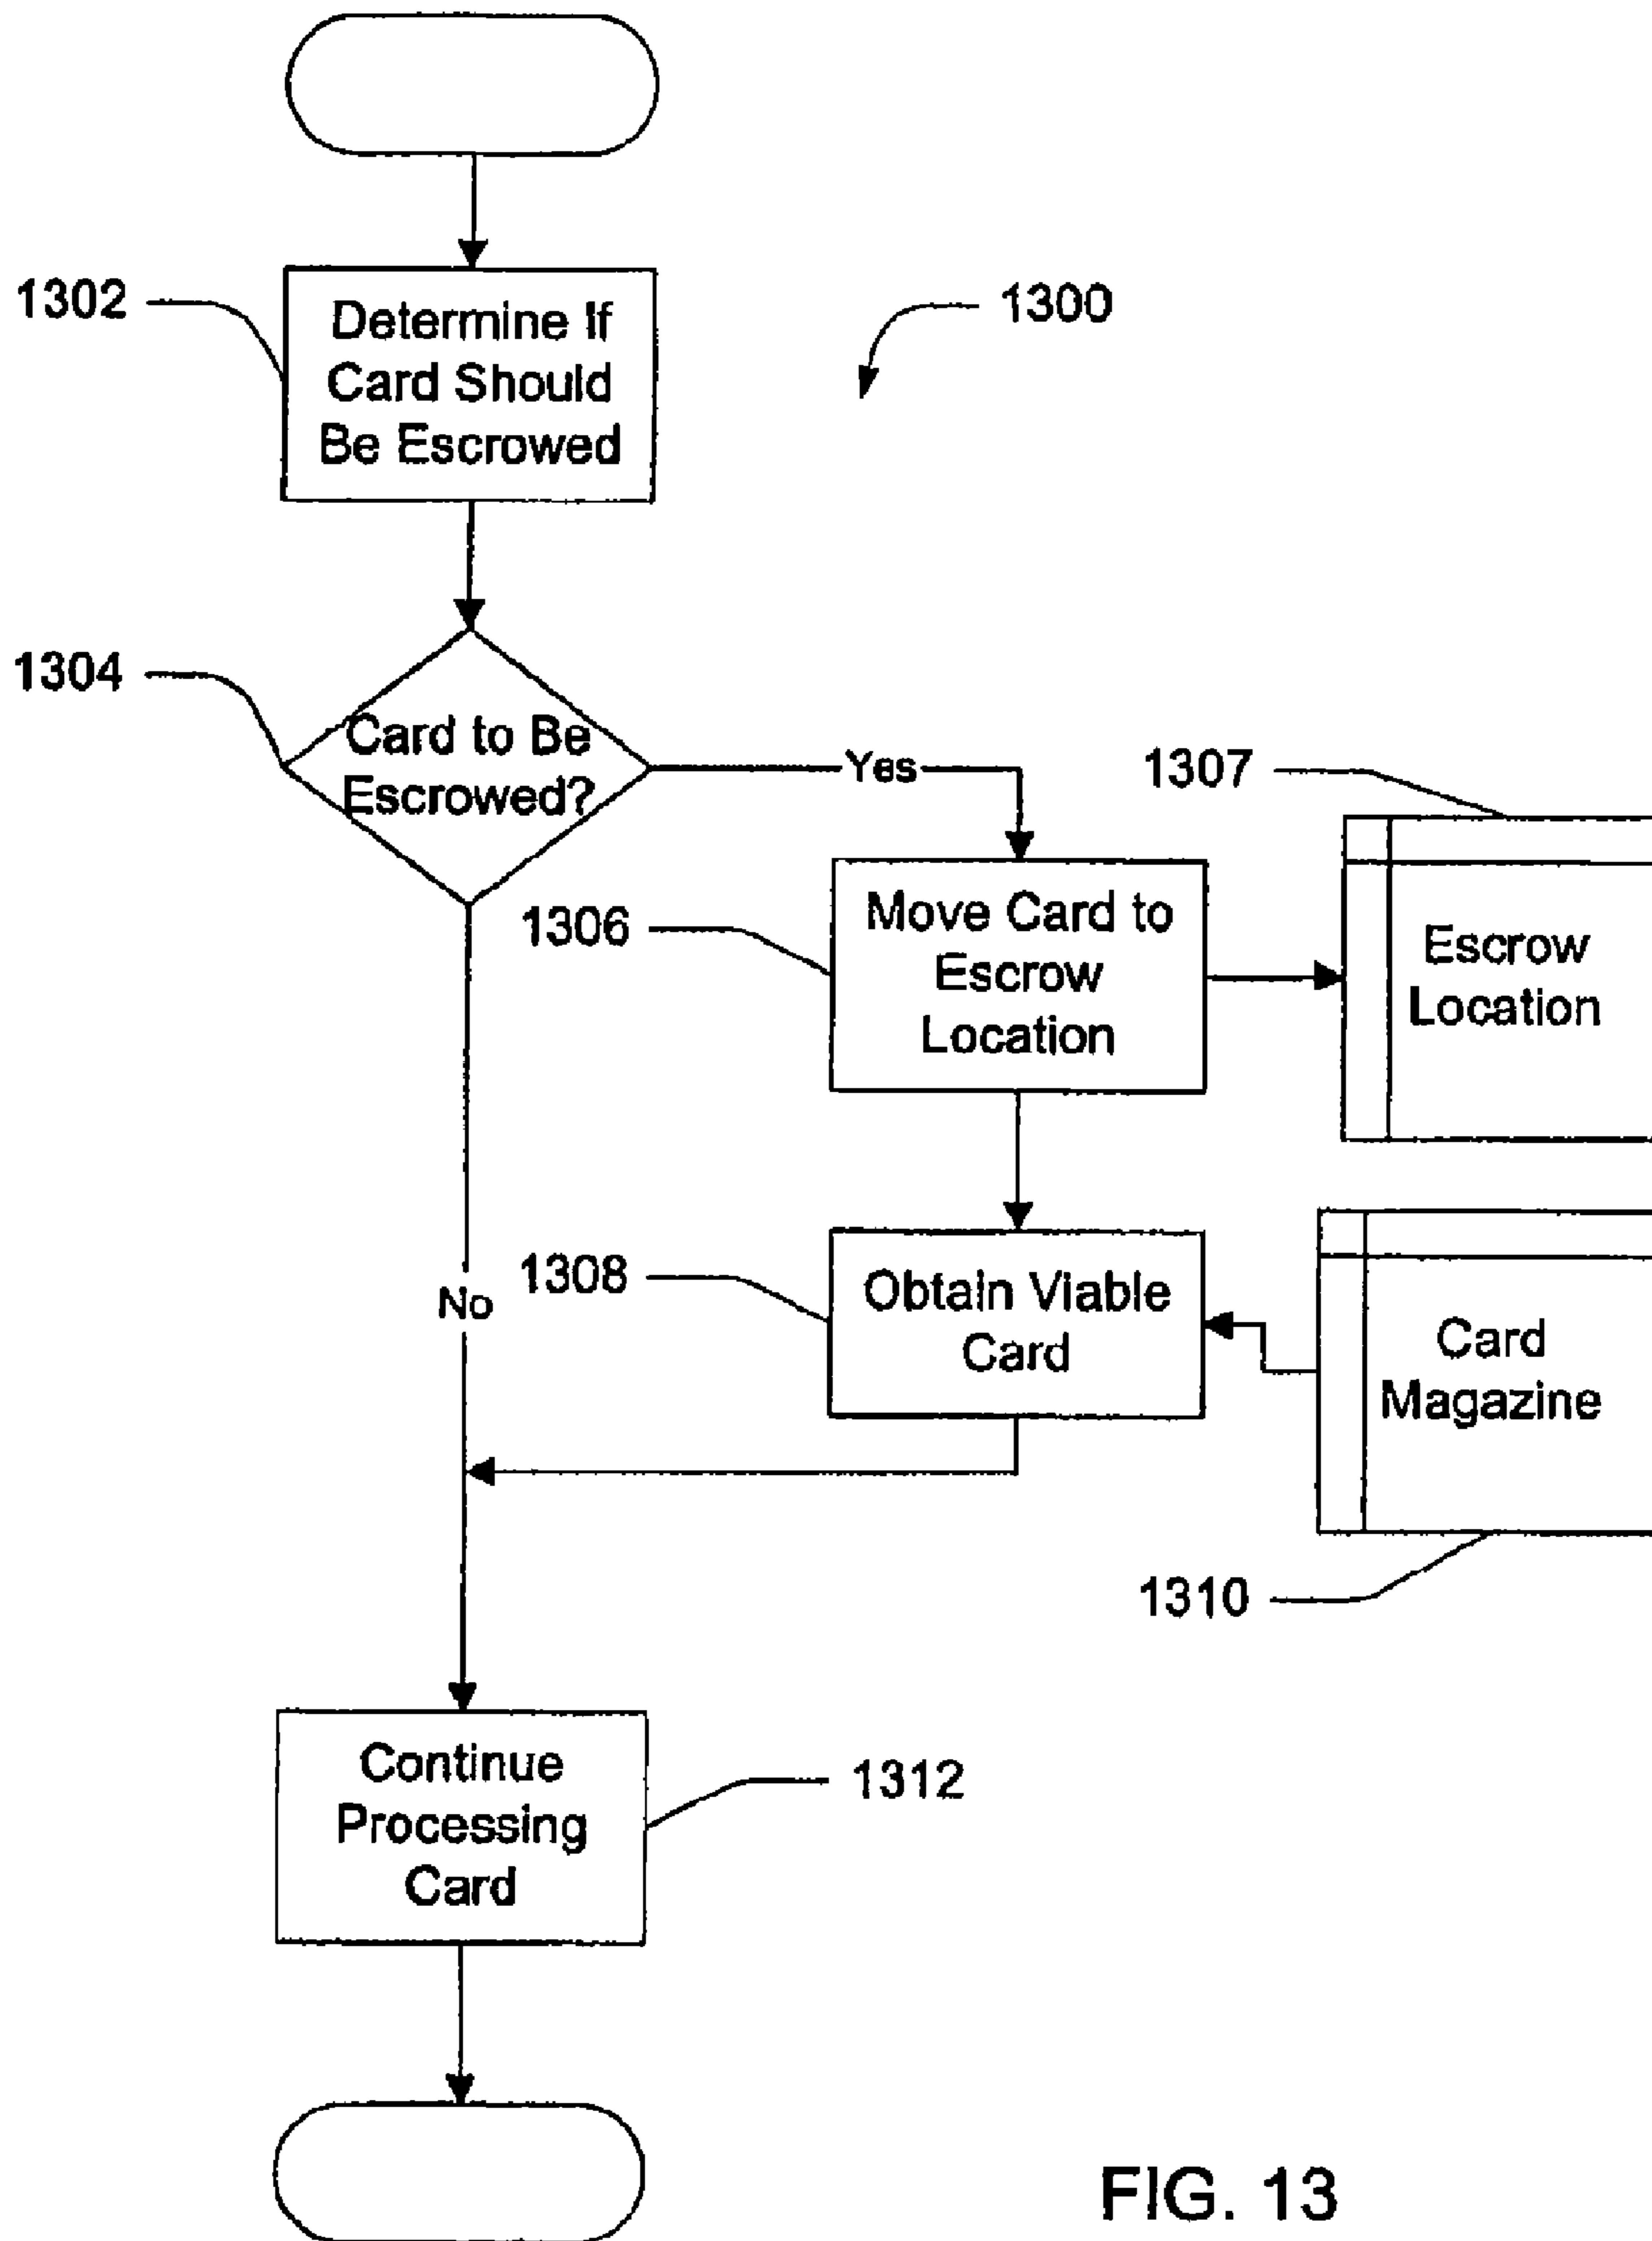 1302
Determine If
Card Should
Be Escrowed
1300
1304
Card to Be
Escrowed?
Yes
1307
1306
Move Card to
Escrow
Location
Escrow
Location
No
1308
Obtain Viable
Card
Card
Magazine
1310
Continue
Processing
Card
1312
FIG. 13